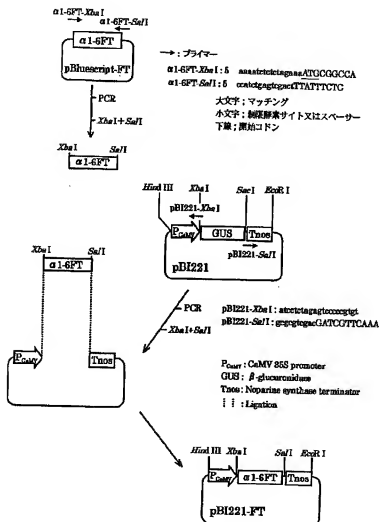 α1-6FT-XbaI
α1-6FT-SalI
α1-6FT
pBluescript-FT
→ : プライマー
α1-6FT-XbaI : 5 aaaatctctctagaaaATGCGGCCA
α1-6FT-SalI : 5 ccatctgagtcgactTTATTTCTC
大文字 ; マッチング
小文字 ; 制限酵素サイト又はスペーサー
下線 ; 開始コドン
PCR
XbaI+SalI
XbaI SalI
α1-6FT
HindIII XbaI SacI EcoRI
pBI221-XbaI
PCaMV GUS Tnos
pBI221-SalI
pBI221
XbaI SalI
α1-6FT
PCR
XbaI+SalI
pBI221-XbaI : atcctctagagtcccccgtgt
pBI221-SalI : gcgcgtcgacGATCGTTCAAA
PCaMV Tnos
PCaMV : CaMV 35S promoter
GUS ; β-glucuronidase
Tnos: Noparine synthase terminator
: Ligation
HindIII XbaI SalI EcoRI
PCaMV α1-6FT Tnos
pBI221-FT